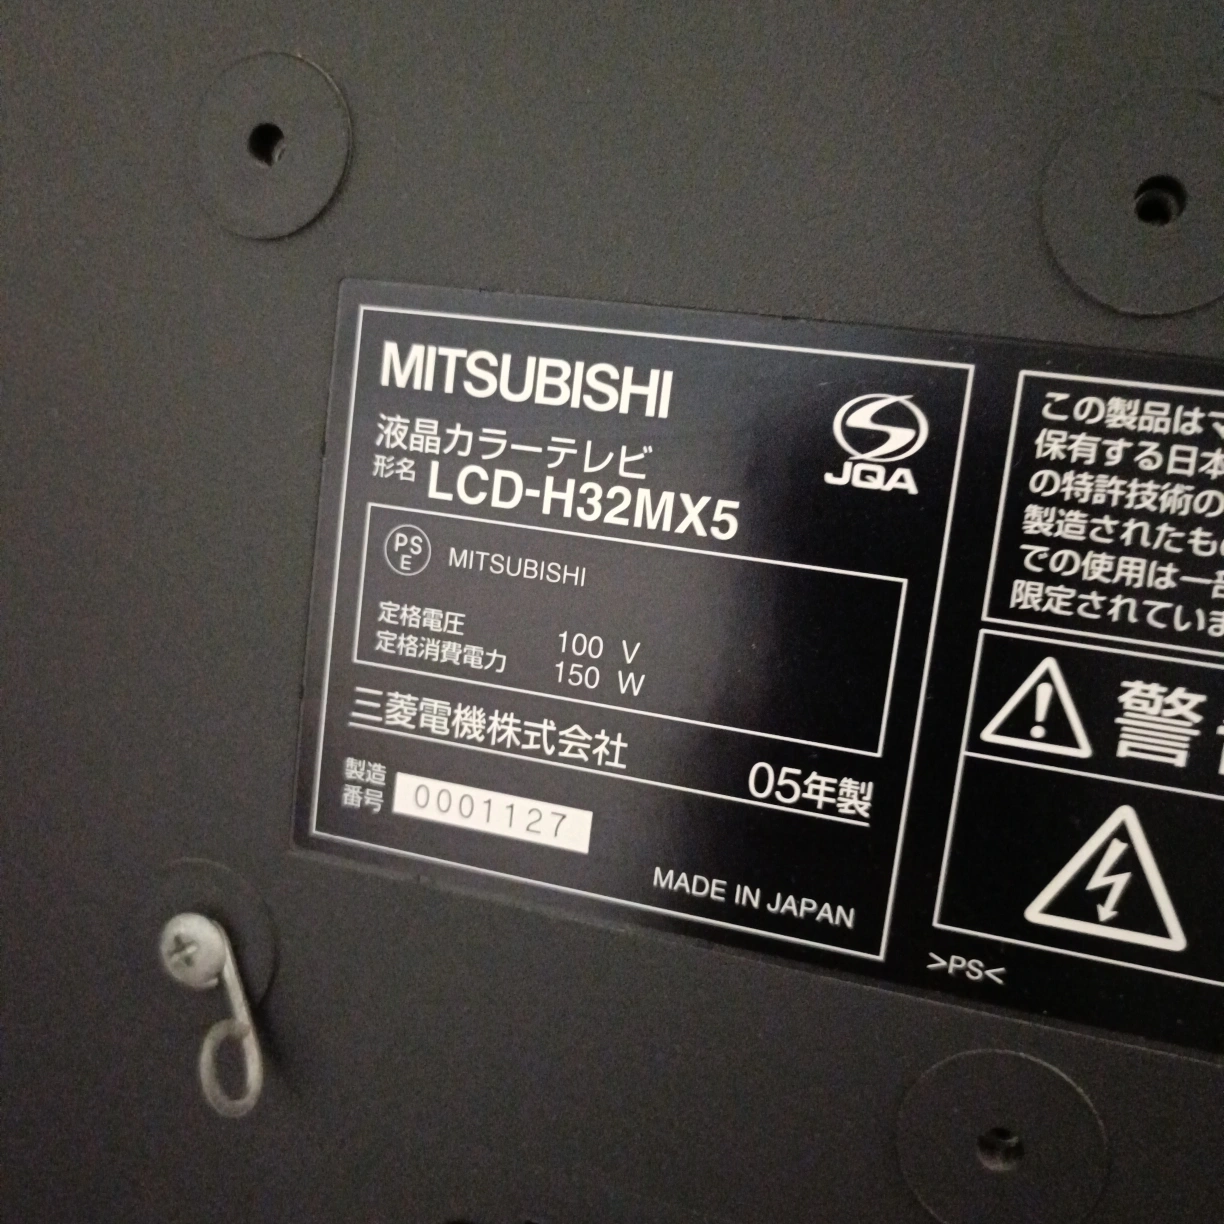 MITSUBISHI
液晶カラーテレビ
形名 LCD-H32MX5
JQA
PS
E
MITSUBISHI
定格電圧 100 V
定格消費電力 150 W
三菱電機株式会社
05年製
製造
番号 0001127
MADE IN JAPAN
この製品はマ
保有する日本
の特許技術の
製造されたも
での使用は一部
限定されていま
警
>PS<